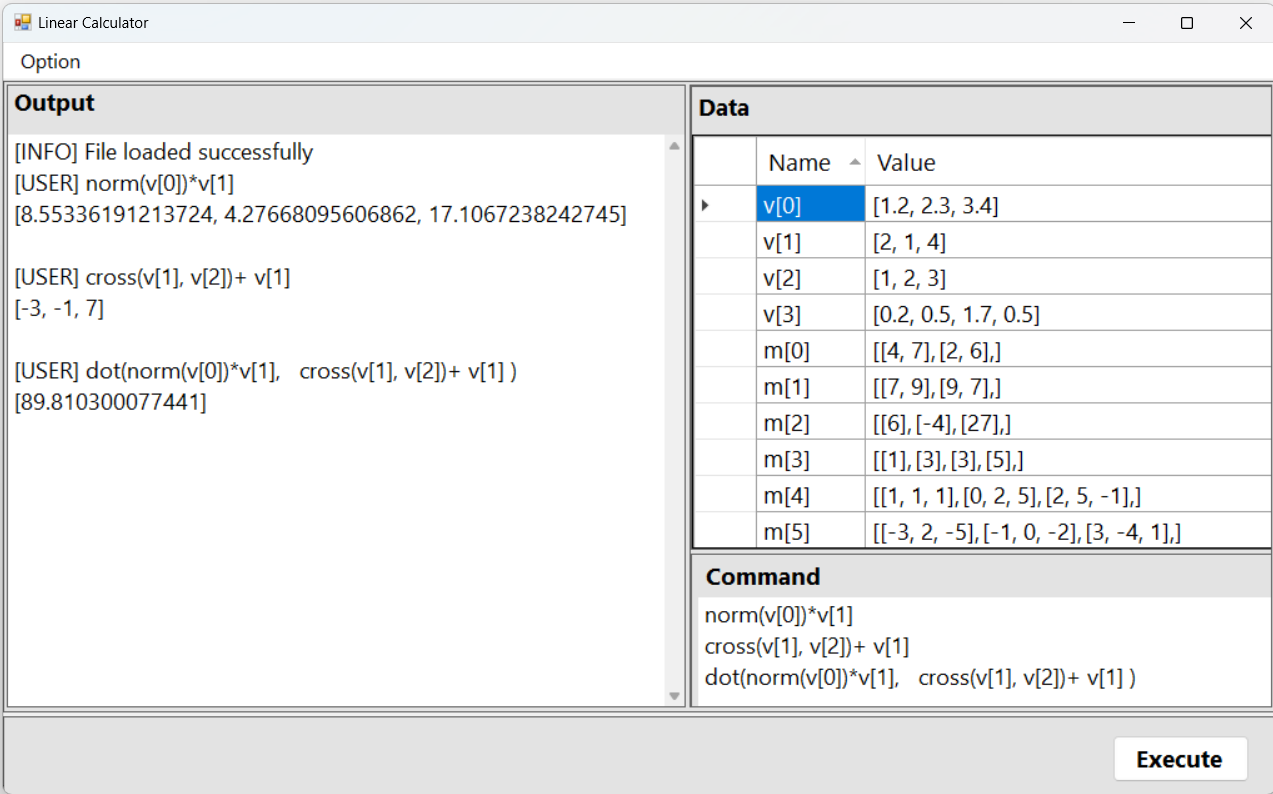 Linear Calculator
Option
Output
[INFO] File loaded successfully
[USER] norm(v[0])*v[1]
[8.55336191213724, 4.27668095606862, 17.1067238242745]
[USER] cross(v[1], v[2])+ v[1]
[-3, -1, 7]
[USER] dot(norm(v[0])*v[1],   cross(v[1], v[2])+ v[1] )
[89.810300077441]
Data
Name Value
v[0] [1.2, 2.3, 3.4]
v[1] [2, 1, 4]
v[2] [1, 2, 3]
v[3] [0.2, 0.5, 1.7, 0.5]
m[0] [[4, 7],[2, 6],]
m[1] [[7, 9],[9, 7],]
m[2] [[6],[-4],[27],]
m[3] [[1],[3],[3],[5],]
m[4] [[1, 1, 1],[0, 2, 5],[2, 5, -1],]
m[5] [[-3, 2, -5],[-1, 0, -2],[3, -4, 1],]
Command
norm(v[0])*v[1]
cross(v[1], v[2])+ v[1]
dot(norm(v[0])*v[1],   cross(v[1], v[2])+ v[1] )
Execute